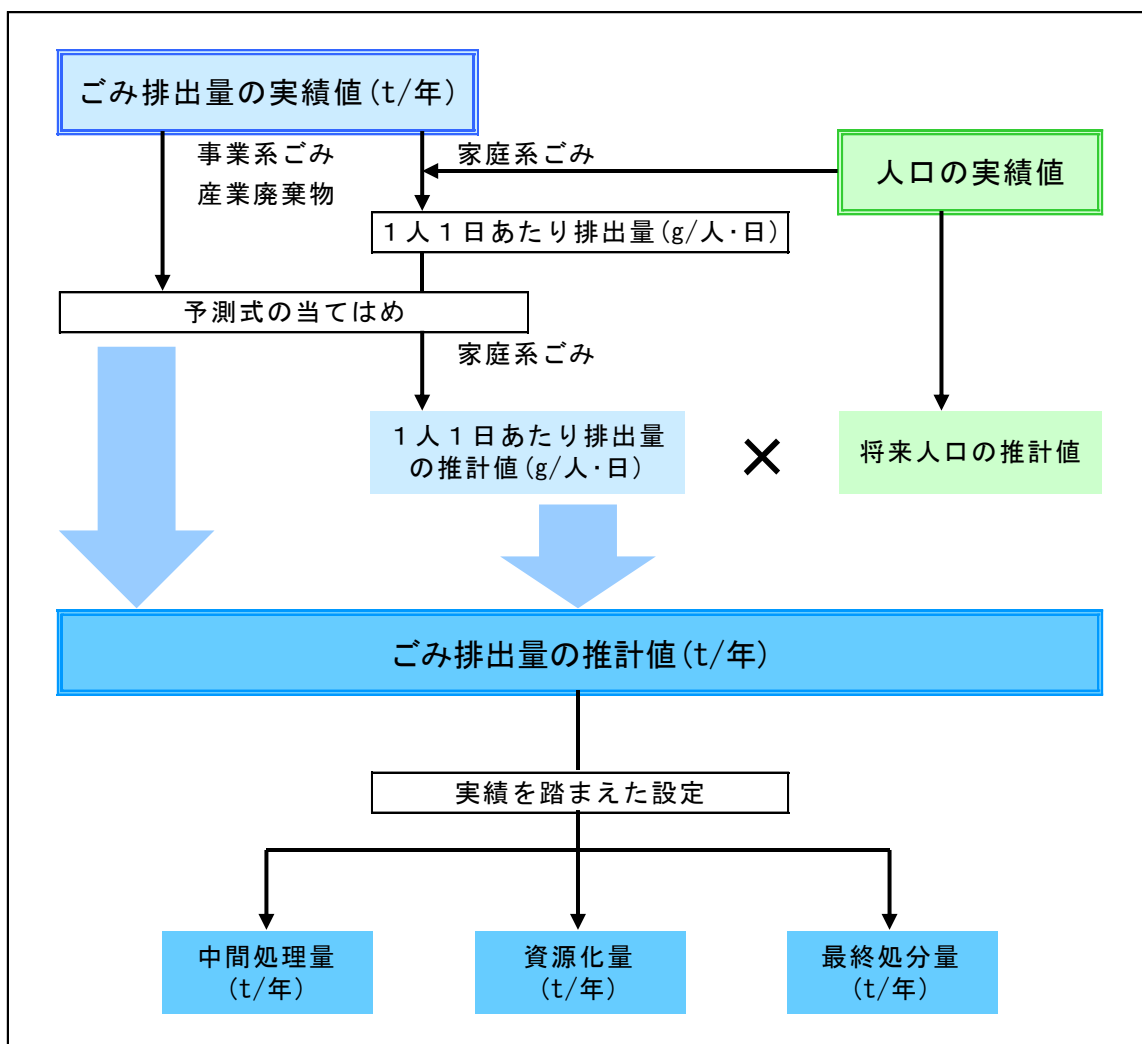 ごみ排出量の実績値(t/年)
事業系ごみ
産業廃棄物
家庭系ごみ
人口の実績値
１人１日あたり排出量(g/人・日)
予測式の当てはめ
家庭系ごみ
１人１日あたり排出量
の推計値(g/人・日)
×
将来人口の推計値
ごみ排出量の推計値(t/年)
実績を踏まえた設定
中間処理量
(t/年)
資源化量
(t/年)
最終処分量
(t/年)